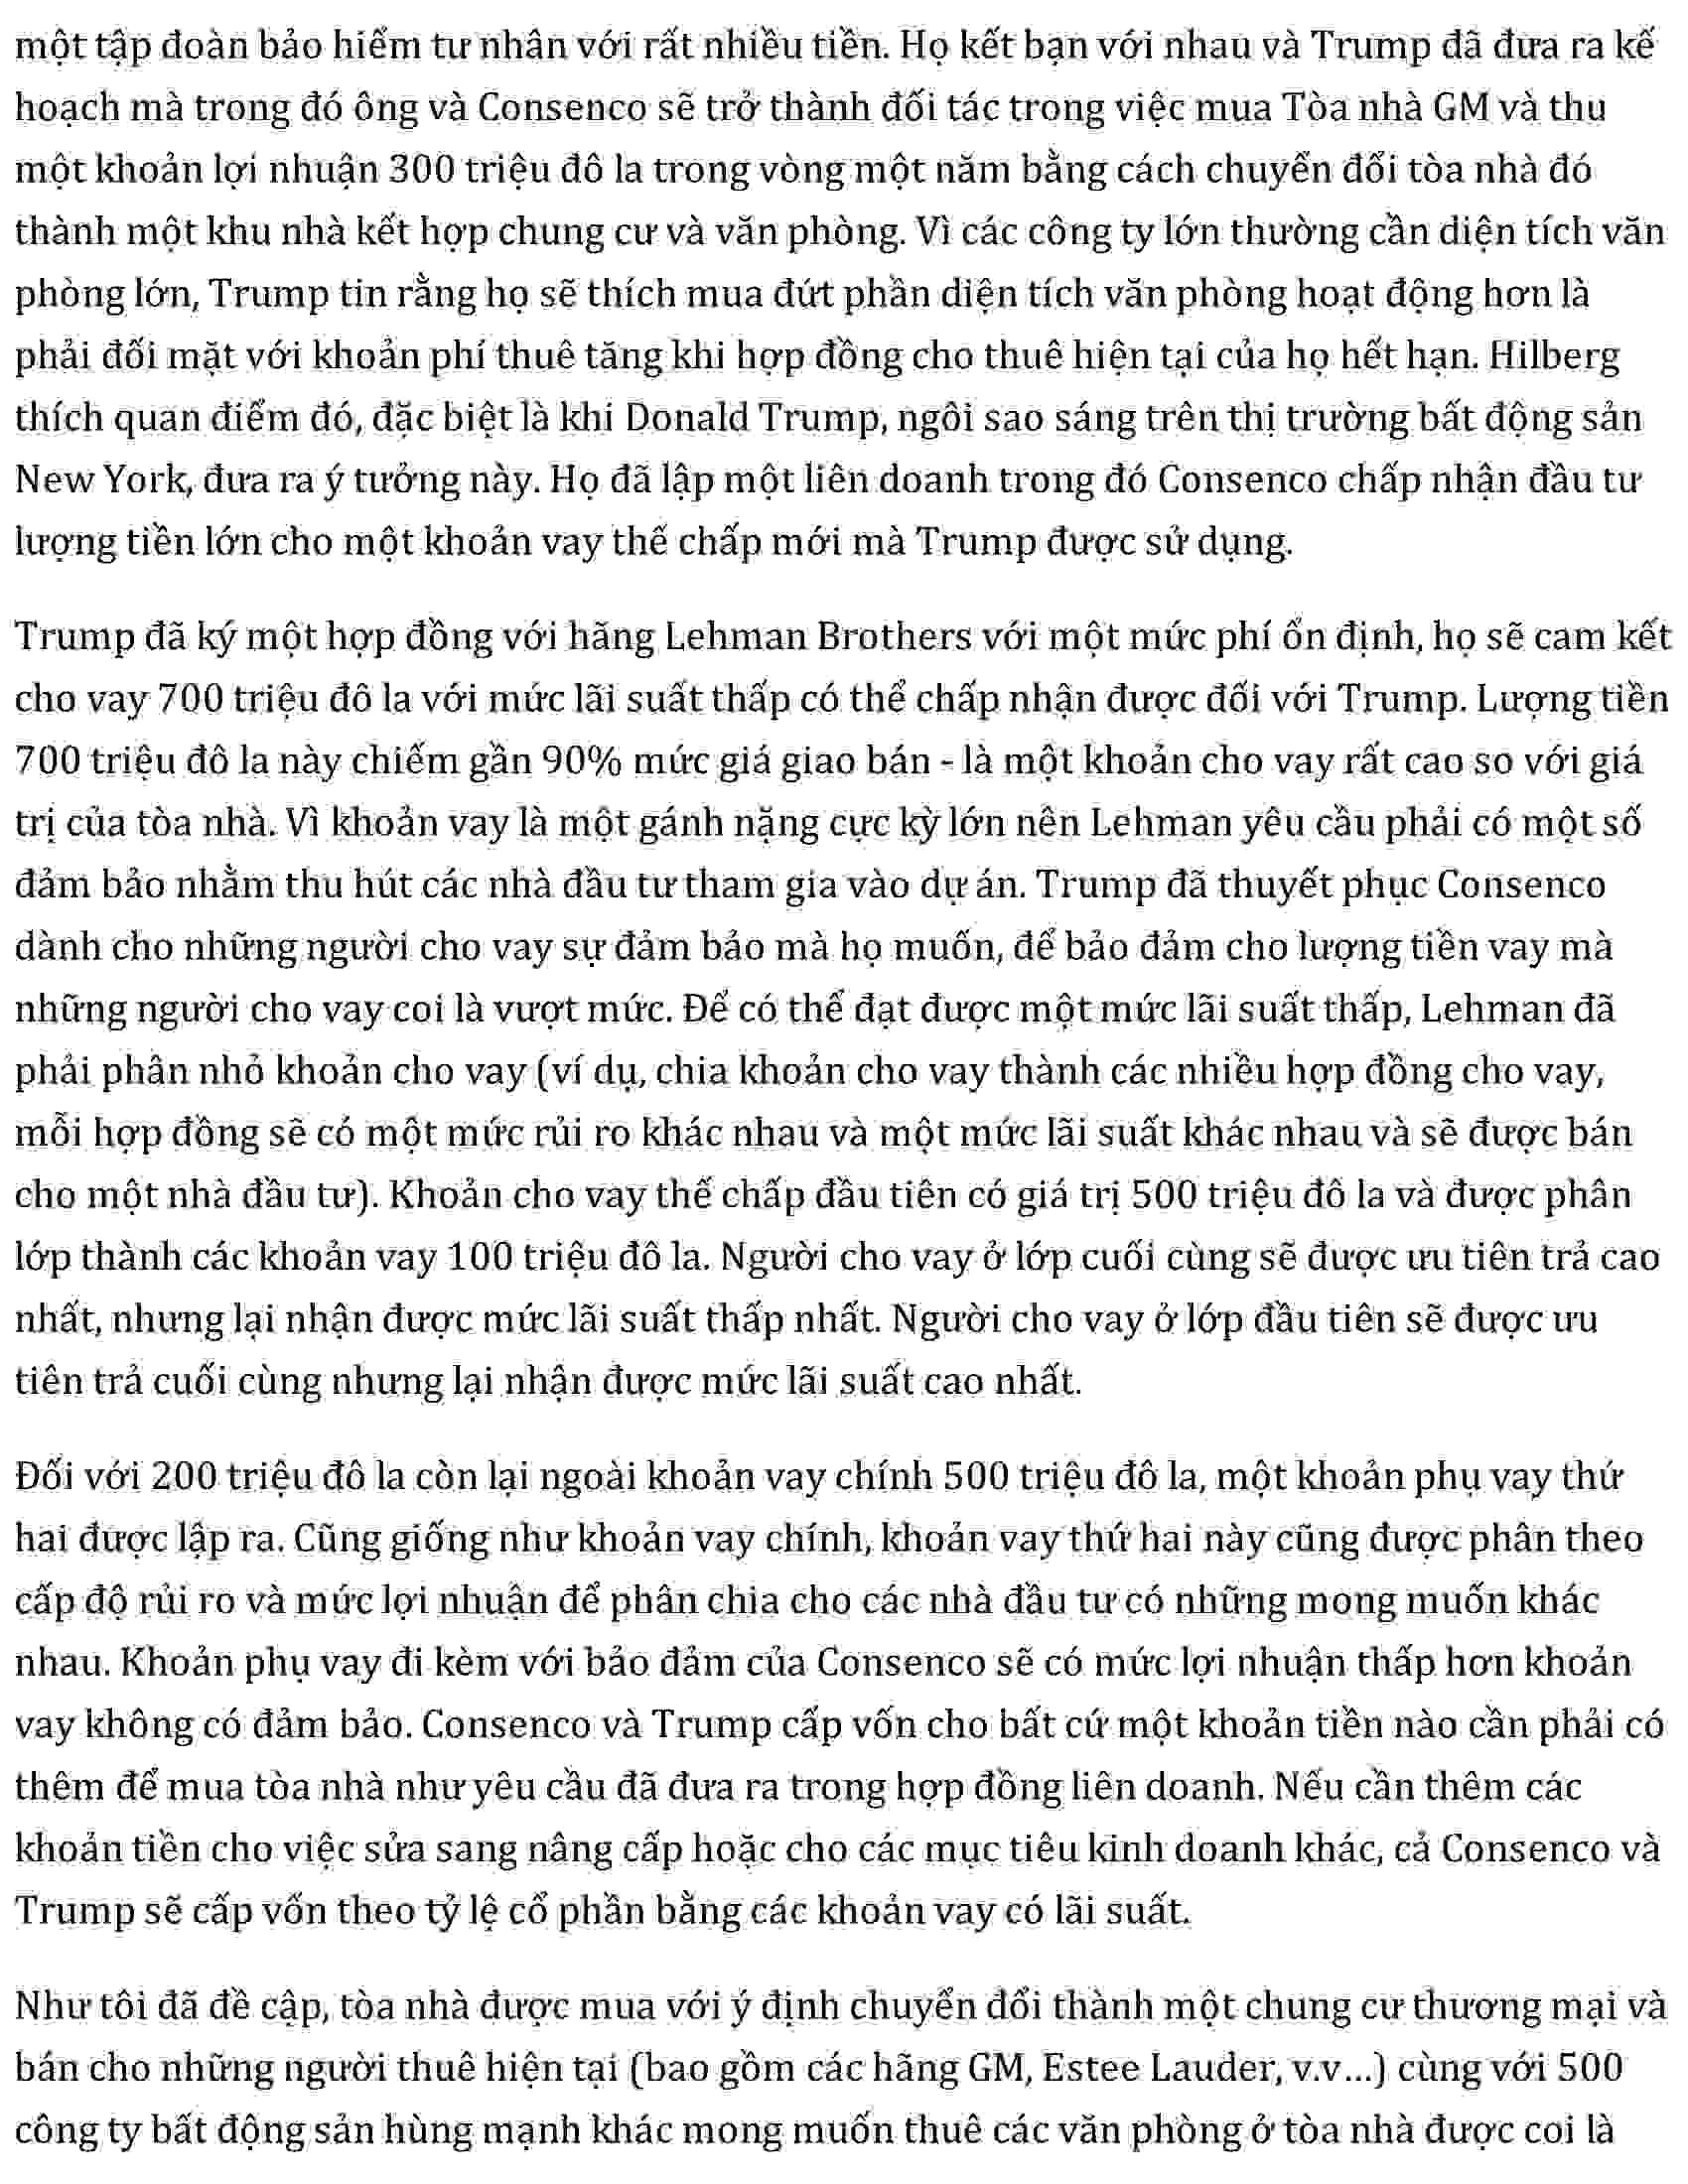 một tập đoàn bảo hiểm tư nhân với rất nhiều tiền. Họ kết bạn với nhau và Trump đã đưa ra kế
hoạch mà trong đó ông và Consenco sẽ trở thành đối tác trong việc mua Tòa nhà GM và thu
một khoản lợi nhuận 300 triệu đô la trong vòng một năm bằng cách chuyển đổi tòa nhà đó
thành một khu nhà kết hợp chung cư và văn phòng. Vì các công ty lớn thường cần diện tích văn
phòng lớn, Trump tin rằng họ sẽ thích mua đứt phần diện tích văn phòng hoạt động hơn là
phải đối mặt với khoản phí thuê tăng khi hợp đồng cho thuê hiện tại của họ hết hạn. Hilberg
thích quan điểm đó, đặc biệt là khi Donald Trump, ngôi sao sáng trên thị trường bất động sản
New York, đưa ra ý tưởng này. Họ đã lập một liên doanh trong đó Consenco chấp nhận đầu tư
lượng tiền lớn cho một khoản vay thế chấp mới mà Trump được sử dụng.
Trump đã ký một hợp đồng với hãng Lehman Brothers với một mức phí ổn định, họ sẽ cam kết
cho vay 700 triệu đô la với mức lãi suất thấp có thể chấp nhận được đối với Trump. Lượng tiền
700 triệu đô la này chiếm gần 90% mức giá giao bán - là một khoản cho vay rất cao so với giá
trị của tòa nhà. Vì khoản vay là một gánh nặng cực kỳ lớn nên Lehman yêu cầu phải có một số
đảm bảo nhằm thu hút các nhà đầu tư tham gia vào dự án. Trump đã thuyết phục Consenco
dành cho những người cho vay sự đảm bảo mà họ muốn, để bảo đảm cho lượng tiền vay mà
những người cho vay coi là vượt mức. Để có thể đạt được một mức lãi suất thấp, Lehman đã
phải phân nhỏ khoản cho vay (ví dụ, chia khoản cho vay thành các nhiều hợp đồng cho vay,
mỗi hợp đồng sẽ có một mức rủi ro khác nhau và một mức lãi suất khác nhau và sẽ được bán
cho một nhà đầu tư). Khoản cho vay thế chấp đầu tiên có giá trị 500 triệu đô la và được phân
lớp thành các khoản vay 100 triệu đô la. Người cho vay ở lớp cuối cùng sẽ được ưu tiên trả cao
nhất, nhưng lại nhận được mức lãi suất thấp nhất. Người cho vay ở lớp đầu tiên sẽ được ưu
tiên trả cuối cùng nhưng lại nhận được mức lãi suất cao nhất.
Đối với 200 triệu đô la còn lại ngoài khoản vay chính 500 triệu đô la, một khoản phụ vay thứ
hai được lập ra. Cũng giống như khoản vay chính, khoản vay thứ hai này cũng được phân theo
cấp độ rủi ro và mức lợi nhuận để phân chia cho các nhà đầu tư có những mong muốn khác
nhau. Khoản phụ vay đi kèm với bảo đảm của Consenco sẽ có mức lợi nhuận thấp hơn khoản
vay không có đảm bảo. Consenco và Trump cấp vốn cho bất cứ một khoản tiền nào cần phải có
thêm để mua tòa nhà như yêu cầu đã đưa ra trong hợp đồng liên doanh. Nếu cần thêm các
khoản tiền cho việc sửa sang nâng cấp hoặc cho các mục tiêu kinh doanh khác, cả Consenco và
Trump sẽ cấp vốn theo tỷ lệ cổ phần bằng các khoản vay có lãi suất.
Như tôi đã đề cập, tòa nhà được mua với ý định chuyển đổi thành một chung cư thương mại và
bán cho những người thuê hiện tại (bao gồm các hãng GM, Estee Lauder, v.v...) cùng với 500
công ty bất động sản hùng mạnh khác mong muốn thuê các văn phòng ở tòa nhà được coi là